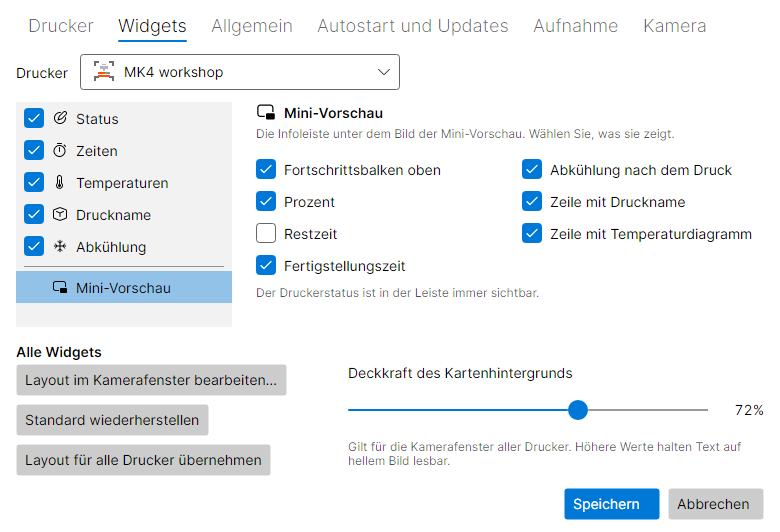 Drucker Widgets Allgemein Autostart und Updates Aufnahme Kamera
Drucker MK4 workshop
Status
Zeiten
Temperaturen
Druckname
Abkühlung
Mini-Vorschau
Mini-Vorschau
Die Infoleiste unter dem Bild der Mini-Vorschau. Wählen Sie, was sie zeigt.
Fortschrittsbalken oben
Abkühlung nach dem Druck
Prozent
Zeile mit Druckname
Restzeit
Zeile mit Temperaturdiagramm
Fertigstellungszeit
Der Druckerstatus ist in der Leiste immer sichtbar.
Alle Widgets
Layout im Kamerafenster bearbeiten...
Standard wiederherstellen
Layout für alle Drucker übernehmen
Deckkraft des Kartenhintergrunds
72%
Gilt für die Kamerafenster aller Drucker. Höhere Werte halten Text auf
hellem Bild lesbar.
Speichern Abbrechen